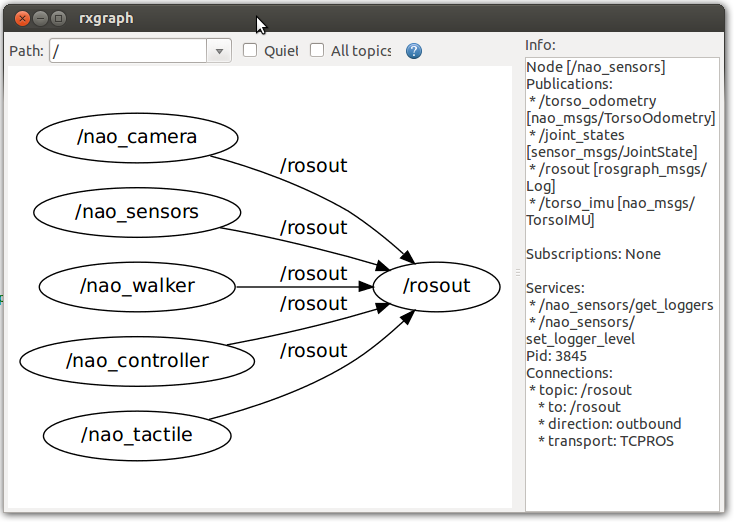 rxgraph
Path: / Quiet All topics ?
Info:
/nao_camera
/nao_sensors
/nao_walker
/nao_controller
/nao_tactile
/rosout
/rosout
/rosout
/rosout
/rosout
/rosout
Node [/nao_sensors]
Publications:
* /torso_odometry
[nao_msgs/TorsoOdometry]
* /joint_states
[sensor_msgs/JointState]
* /rosout [rosgraph_msgs/
Log]
* /torso_imu [nao_msgs/
TorsoIMU]
Subscriptions: None
Services:
* /nao_sensors/get_loggers
* /nao_sensors/
set_logger_level
Pid: 3845
Connections:
* topic: /rosout
* to: /rosout
* direction: outbound
* transport: TCPROS